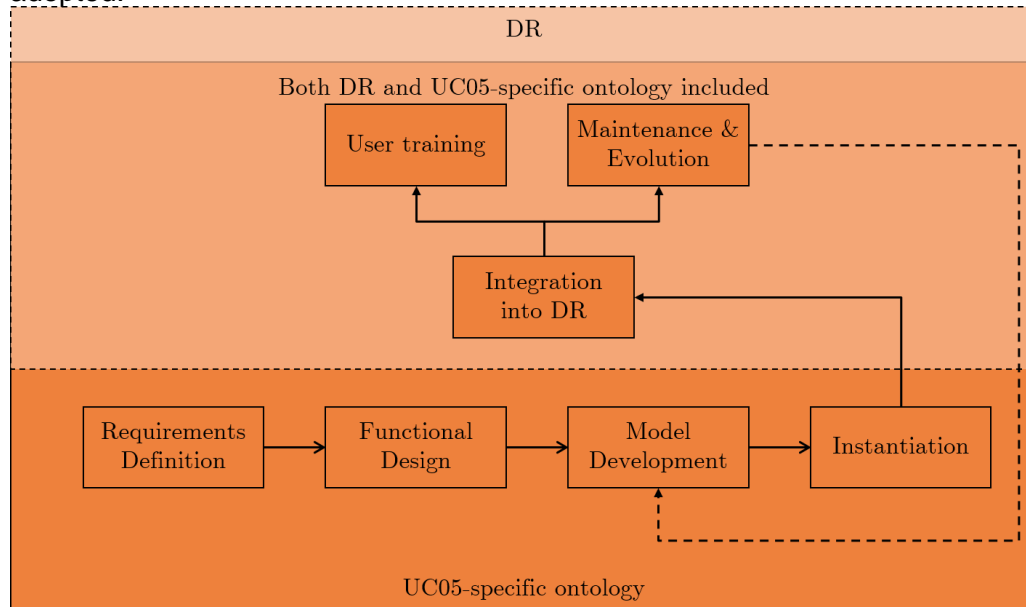 adopted.
DR
Both DR and UC05-specific ontology included
User training
Maintenance &
Evolution
Integration
into DR
Requirements
Definition
Functional
Design
Model
Development
Instantiation
UC05-specific ontology